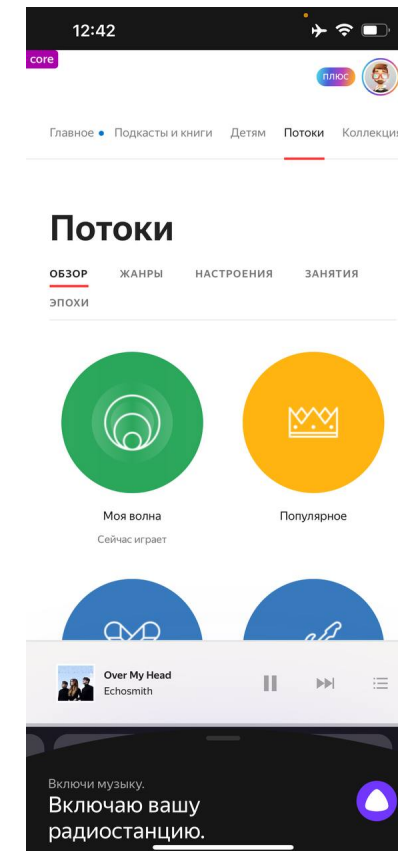 12:42
core
плюс
Главное • Подкасты и книги Детям Потоки Коллекция
Потоки
ОБЗОР ЖАНРЫ НАСТРОЕНИЯ ЗАНЯТИЯ
ЭПОХИ
Моя волна Популярное
Сейчас играет
Over My Head
Echosmith
Включи музыку.
Включаю вашу
радиостанцию.